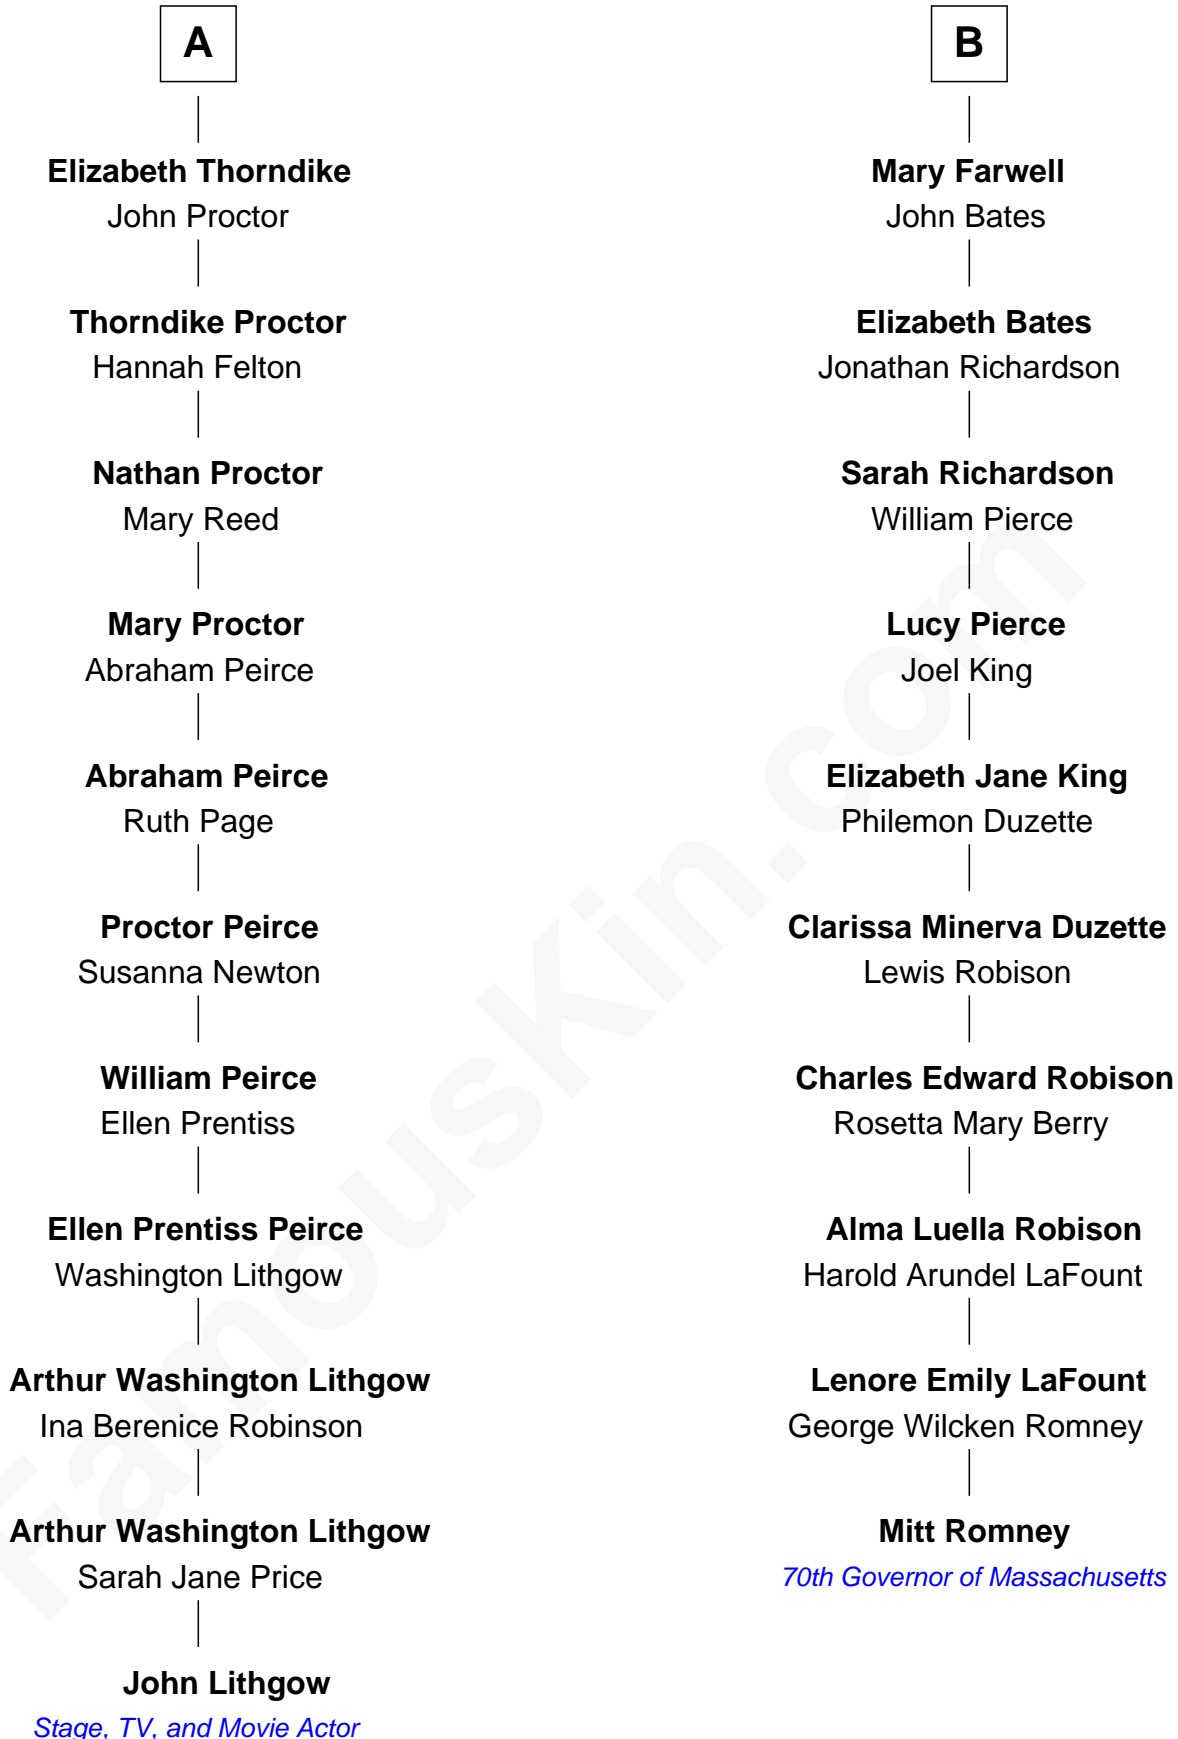 A
Elizabeth Thorndike
John Proctor
Thorndike Proctor
Hannah Felton
Nathan Proctor
Mary Reed
Mary Proctor
Abraham Peirce
Abraham Peirce
Ruth Page
Proctor Peirce
Susanna Newton
William Peirce
Ellen Prentiss
Ellen Prentiss Peirce
Washington Lithgow
Arthur Washington Lithgow
Ina Berenice Robinson
Arthur Washington Lithgow
Sarah Jane Price
John Lithgow
Stage, TV, and Movie Actor
B
Mary Farwell
John Bates
Elizabeth Bates
Jonathan Richardson
Sarah Richardson
William Pierce
Lucy Pierce
Joel King
Elizabeth Jane King
Philemon Duzette
Clarissa Minerva Duzette
Lewis Robison
Charles Edward Robison
Rosetta Mary Berry
Alma Luella Robison
Harold Arundel LaFount
Lenore Emily LaFount
George Wilcken Romney
Mitt Romney
70th Governor of Massachusetts
FamousKin.com